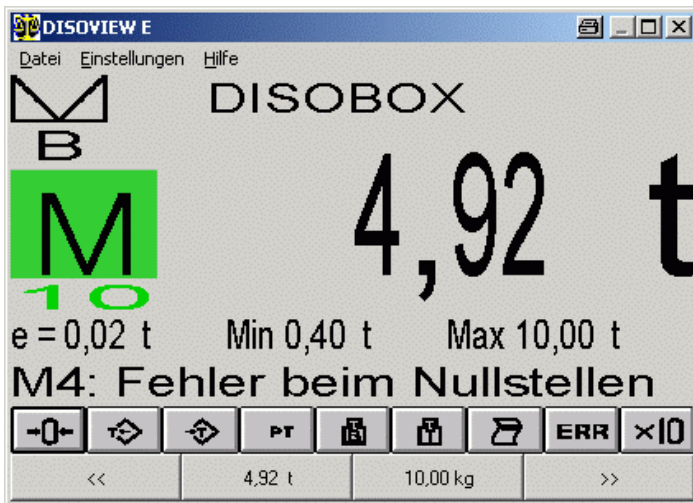 DISOVIEW E
Datei Einstellungen Hilfe
DISOBOX
B
M
10
4,92 t
e = 0,02 t Min 0,40 t Max 10,00 t
M4: Fehler beim Nullstellen
→0← T PT ERR ×10
<< 4,92 t 10,00 kg >>